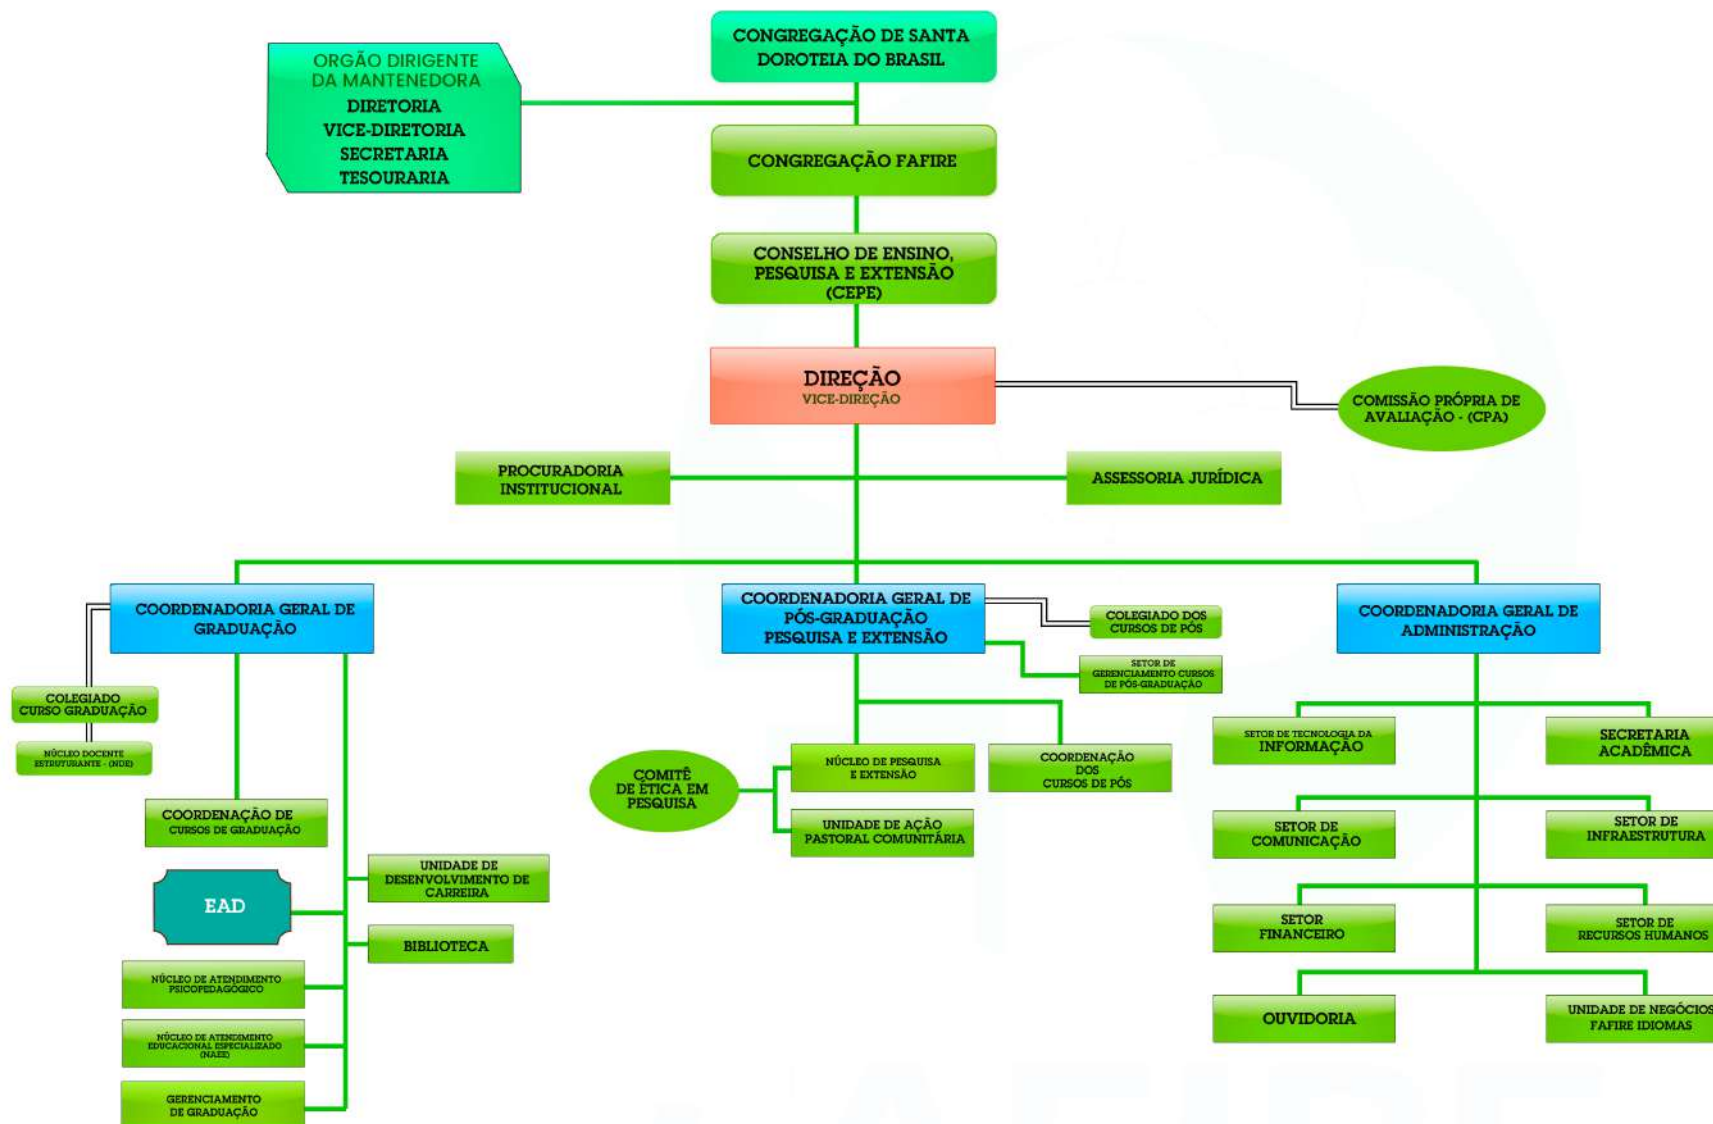 CONGREGAÇÃO DE SANTA
DOROTEIA DO BRASIL
ORGÃO DIRIGENTE
DA MANTENEDORA
DIRETORIA
VICE-DIRETORIA
SECRETARIA
TESOURARIA
CONGREGAÇÃO FAFIRE
CONSELHO DE ENSINO,
PESQUISA E EXTENSÃO
(CEPE)
DIREÇÃO
VICE-DIREÇÃO
COMISSÃO PRÓPRIA DE
AVALIAÇÃO - (CPA)
PROCURADORIA
INSTITUCIONAL
ASSESSORIA JURÍDICA
COORDENADORIA GERAL DE
GRADUAÇÃO
COLEGIADO
CURSO GRADUAÇÃO
NÚCLEO DOCENTE
ESTRUTURANTE - (NDE)
COORDENAÇÃO DE
CURSOS DE GRADUAÇÃO
UNIDADE DE
DESENVOLVIMENTO DE
CARREIRA
EAD
BIBLIOTECA
NÚCLEO DE ATENDIMENTO
PSICOPEDAGÓGICO
NÚCLEO DE ATENDIMENTO
EDUCACIONAL ESPECIALIZADO
(NAEE)
GERENCIAMENTO
DE GRADUAÇÃO
COORDENADORIA GERAL DE
PÓS-GRADUAÇÃO
PESQUISA E EXTENSÃO
COLEGIADO DOS
CURSOS DE PÓS
SETOR DE
GERENCIAMENTO CURSOS
DE PÓS-GRADUAÇÃO
COMITÊ
DE ÉTICA EM
PESQUISA
NÚCLEO DE PESQUISA
E EXTENSÃO
COORDENAÇÃO
DOS
CURSOS DE PÓS
UNIDADE DE AÇÃO
PASTORAL COMUNITÁRIA
COORDENADORIA GERAL DE
ADMINISTRAÇÃO
SETOR DE TECNOLOGIA DA
INFORMAÇÃO
SECRETARIA
ACADÊMICA
SETOR DE
COMUNICAÇÃO
SETOR DE
INFRAESTRUTURA
SETOR
FINANCEIRO
SETOR DE
RECURSOS HUMANOS
OUVIDORIA
UNIDADE DE NEGÓCIOS
FAFIRE IDIOMAS